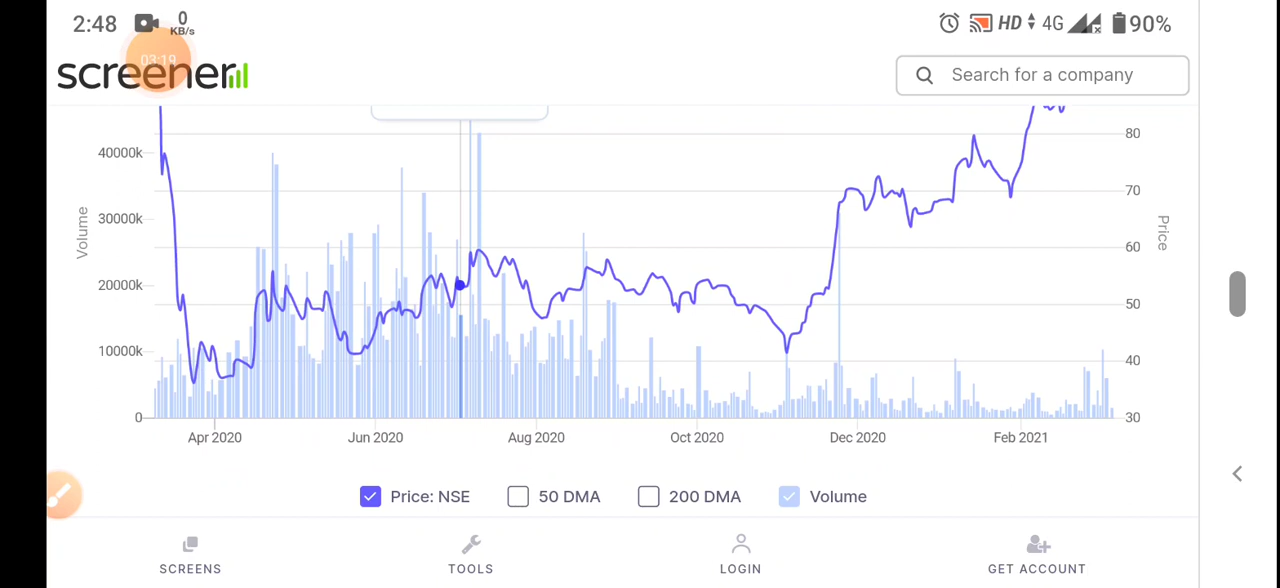 2:48 0 KB/s HD 4G 90%
03:19
screener Search for a company
80
40000k
70
30000k
Volume 60 Price
20000k 50
10000k 40
0 30
Apr 2020 Jun 2020 Aug 2020 Oct 2020 Dec 2020 Feb 2021
Price: NSE 50 DMA 200 DMA Volume
SCREENS TOOLS LOGIN GET ACCOUNT